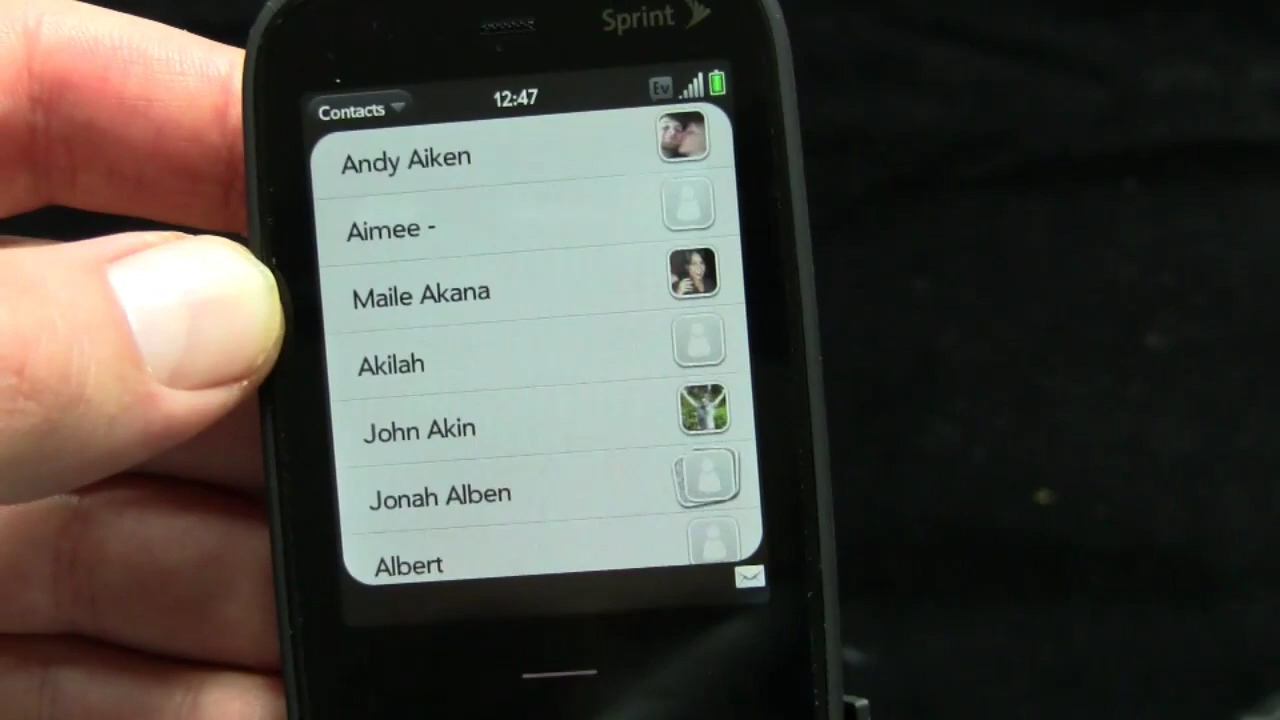 Sprint
Contacts
12:47
Ev
Andy Aiken
Aimee -
Maile Akana
Akilah
John Akin
Jonah Alben
Albert